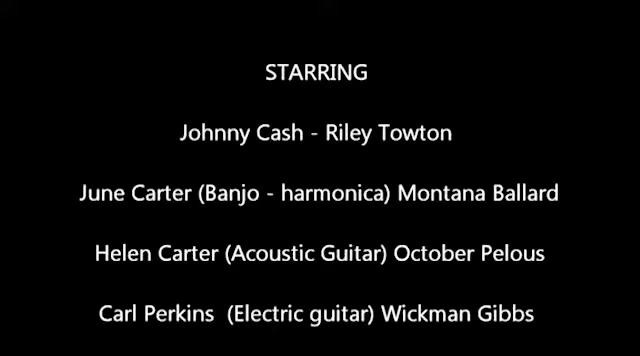 STARRING
Johnny Cash - Riley Towton
June Carter (Banjo - harmonica) Montana Ballard
Helen Carter (Acoustic Guitar) October Pelous
Carl Perkins  (Electric guitar) Wickman Gibbs